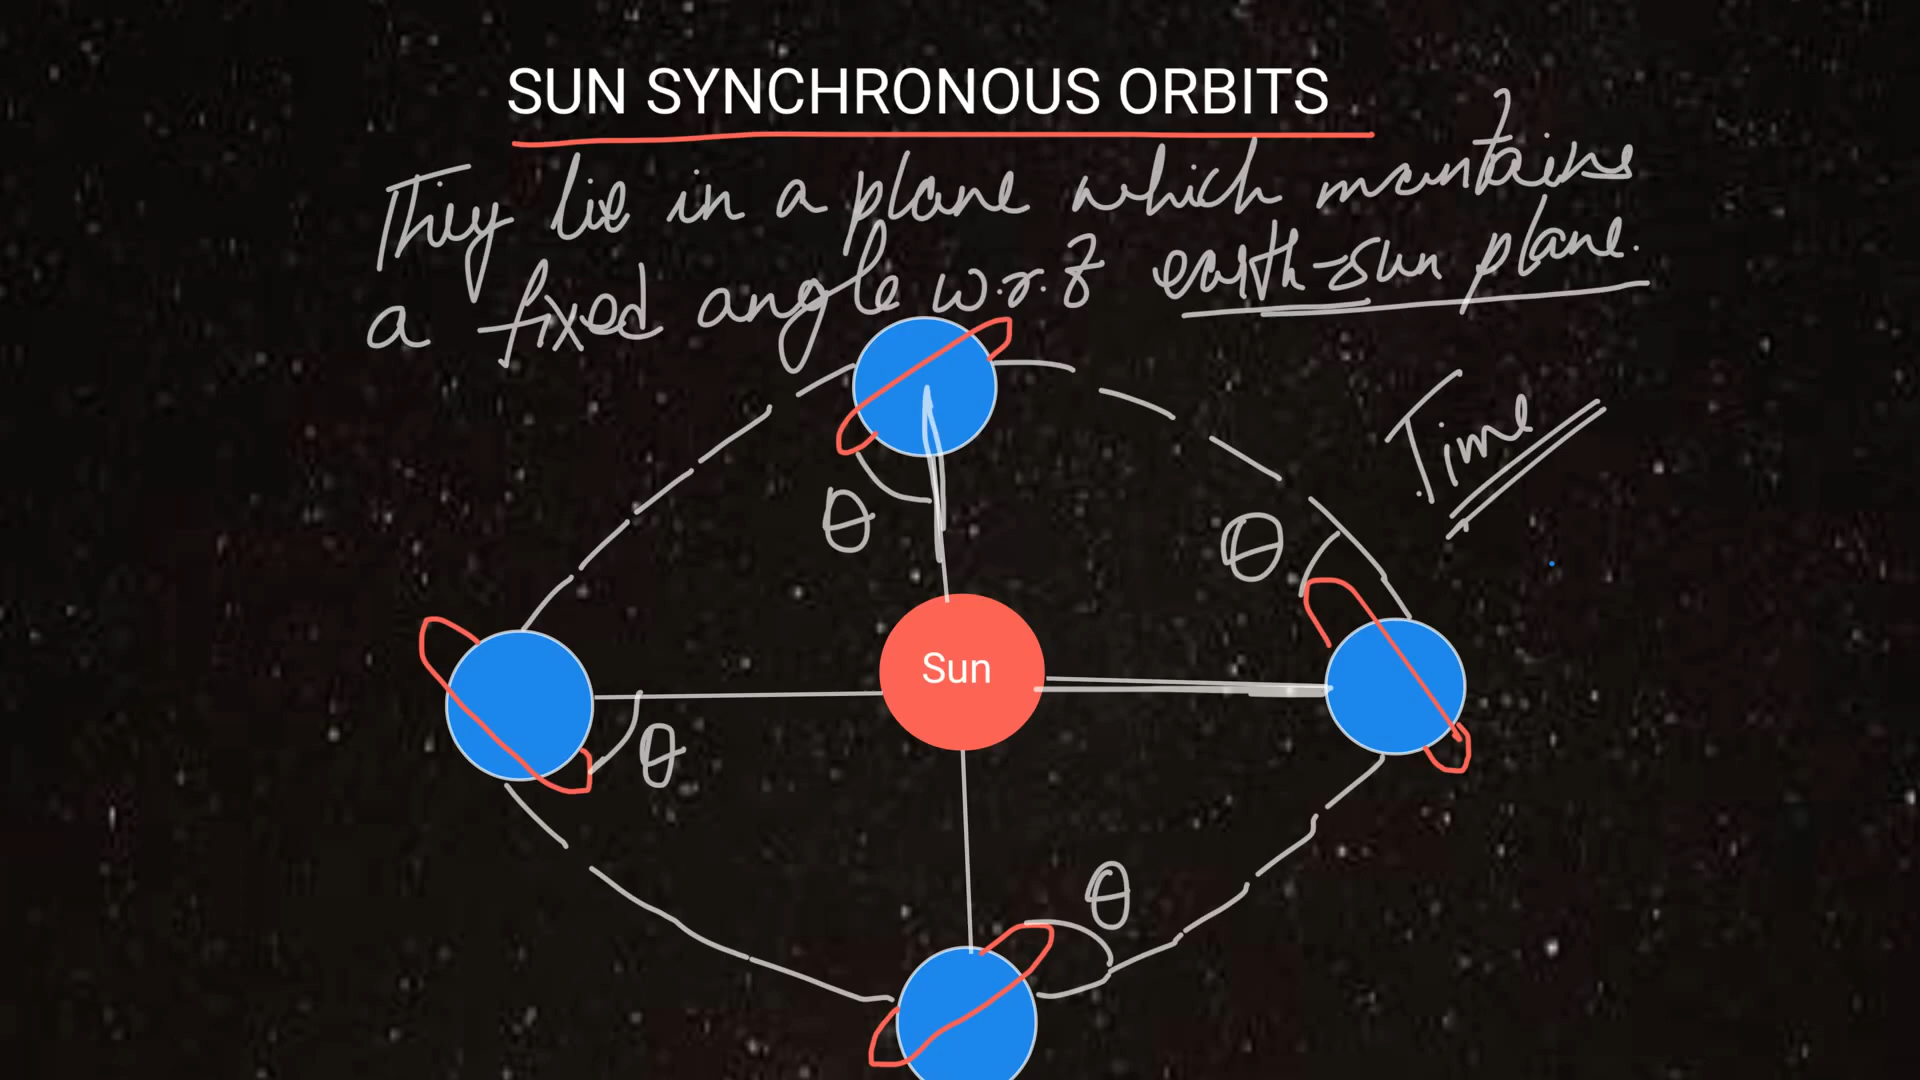 SUN SYNCHRONOUS ORBITS
They lie in a plane which maintains
a fixed angle w.r.t earth-sun plane.
Time
θ
θ
Sun
θ
θ